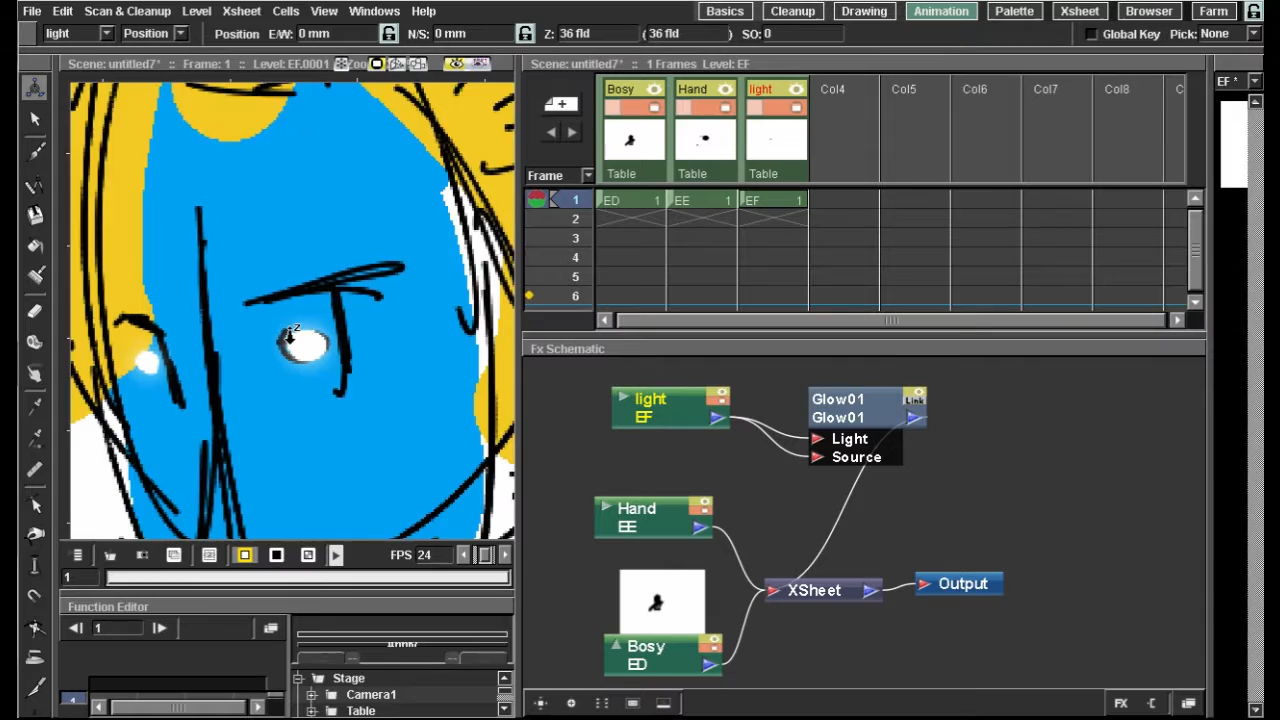 File Edit Scan & Cleanup Level Xsheet Cells View Windows Help Basics Cleanup Drawing Animation Palette Xsheet Browser Farm
light Position Position E/W: 0 mm N/S: 0 mm Z: 36 fld ( 36 fld ) SO: 0 Global Key Pick: None
Scene: untitled7* :: Frame: 1 :: Level: EF.0001 :: Zoo
Scene: untitled7* :: 1 Frames Level: EF
EF *
Bosy Hand light Col4 Col5 Col6 Col7 Col8 C
Frame Table Table Table
1 ED 1 EE 1 EF 1
2
3
4
5
6
Fx Schematic
light
EF
Glow01
Glow01
Light
Source
Hand
EE
XSheet
Output
Bosy
ED
z
FPS 24
1
Function Editor
1
Stage
Camera1
Table
FX